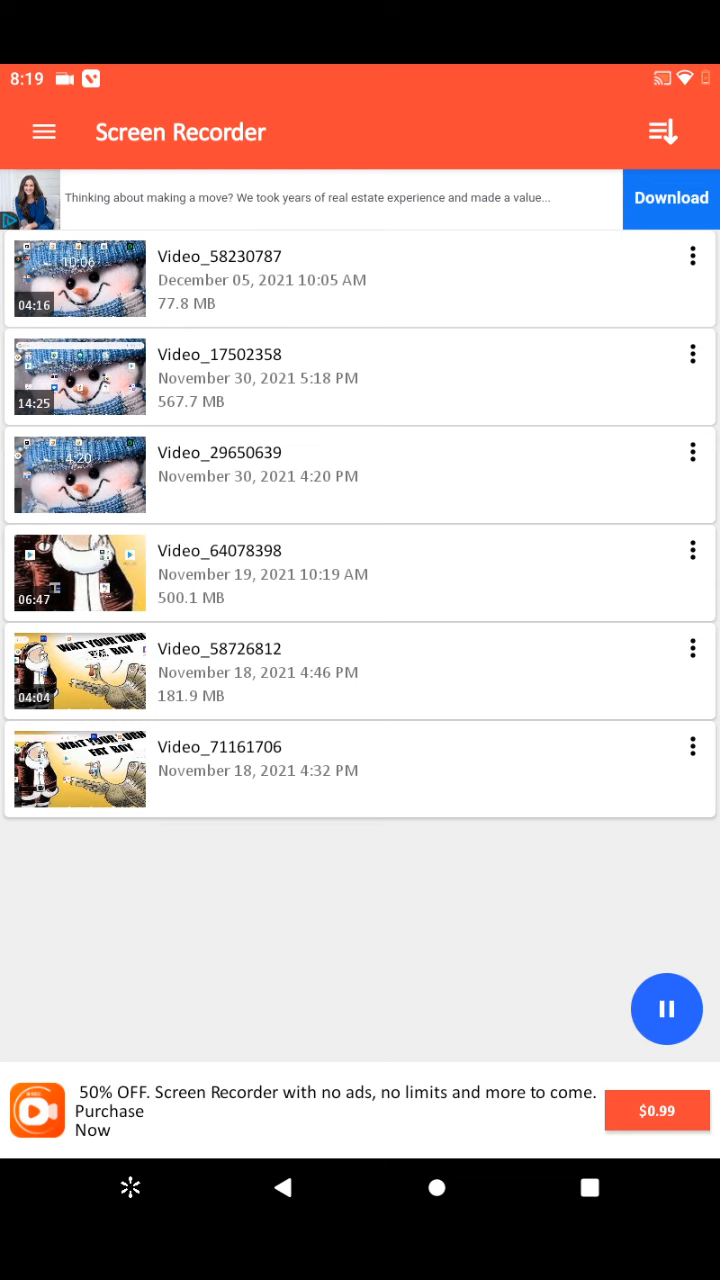 8:19
Screen Recorder
Thinking about making a move? We took years of real estate experience and made a value...
Download
10:06
04:16
Video_58230787
December 05, 2021 10:05 AM
77.8 MB
14:25
Video_17502358
November 30, 2021 5:18 PM
567.7 MB
4:20
Video_29650639
November 30, 2021 4:20 PM
06:47
Video_64078398
November 19, 2021 10:19 AM
500.1 MB
WAIT YOUR TURN
FAT BOY
04:04
Video_58726812
November 18, 2021 4:46 PM
181.9 MB
WAIT YOUR TURN
FAT BOY
Video_71161706
November 18, 2021 4:32 PM
50% OFF. Screen Recorder with no ads, no limits and more to come.
Purchase
Now
$0.99